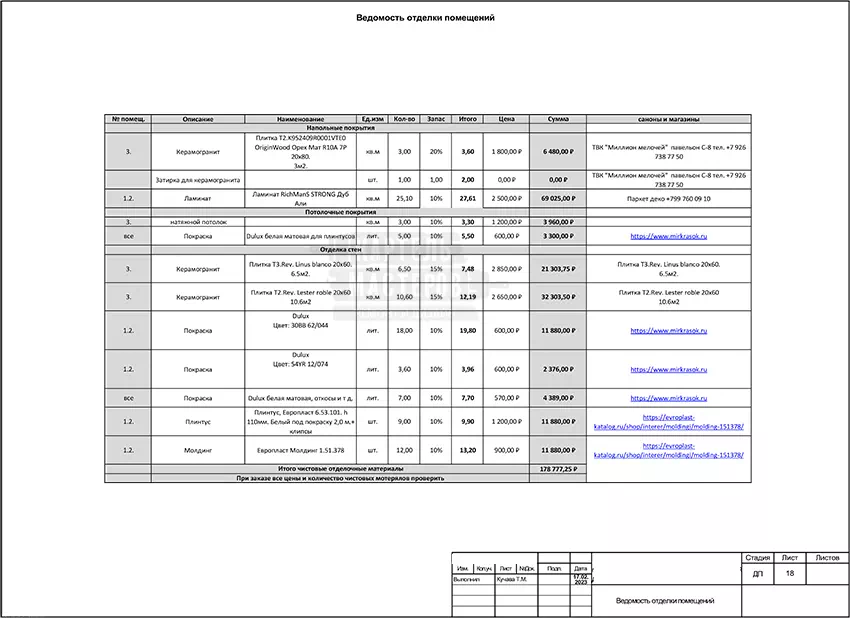 Ведомость отделки помещений
№ помещ. Описание Наименование Ед.изм Кол-во Запас Итого Цена Сумма саноны и магазины
Напольные покрытия
3. Керамогранит Плитка T2.K952409R0001VTE0 OriginWood Орех Мат R10A 7P 20x80. 3м2. кв.м 3,00 20% 3,60 1 800,00 ₽ 6 480,00 ₽ ТВК "Миллион мелочей" павельон С-8 тел. +7 926 738 77 50
Затирка для керамогранита шт. 1,00 1,00 2,00 0,00 ₽ 0,00 ₽ ТВК "Миллион мелочей" павельон С-8 тел. +7 926 738 77 50
1.2. Ламинат Ламинат RichManS STRONG Дуб Али кв.м 25,10 10% 27,61 2 500,00 ₽ 69 025,00 ₽ Паркет деко +799 760 09 10
Потолочные покрытия
3. натяжной потолок кв.м 3,00 10% 3,30 1 200,00 ₽ 3 960,00 ₽
все Покраска Dulux белая матовая для плинтусов лит. 5,00 10% 5,50 600,00 ₽ 3 300,00 ₽ https://www.mirkrasok.ru
Отделка стен
3. Керамогранит Плитка T3.Rev. Linus blanco 20x60. 6.5м2. кв.м 6,50 15% 7,48 2 850,00 ₽ 21 303,75 ₽ Плитка T3.Rev. Linus blanco 20x60. 6.5м2.
3. Керамогранит Плитка T2.Rev. Lester roble 20x60 10.6м2 кв.м 10,60 15% 12,19 2 650,00 ₽ 32 303,50 ₽ Плитка T2.Rev. Lester roble 20x60 10.6м2
1.2. Покраска Dulux Цвет: 30BB 62/044 лит. 18,00 10% 19,80 600,00 ₽ 11 880,00 ₽ https://www.mirkrasok.ru
1.2. Покраска Dulux Цвет: 54YR 12/074 лит. 3,60 10% 3,96 600,00 ₽ 2 376,00 ₽ https://www.mirkrasok.ru
все Покраска Dulux белая матовая, откосы и т д. лит. 7,00 10% 7,70 570,00 ₽ 4 389,00 ₽ https://www.mirkrasok.ru
1.2. Плинтус Плинтус, Европласт 6.53.101. h 110мм. Белый под покраску 2,0 м.+ клипсы шт. 9,00 10% 9,90 1 200,00 ₽ 11 880,00 ₽ https://evroplast-katalog.ru/shop/interer/moldingi/molding-151378/
1.2. Молдинг Европласт Молдинг 1.51.378 шт. 12,00 10% 13,20 900,00 ₽ 11 880,00 ₽ https://evroplast-katalog.ru/shop/interer/moldingi/molding-151378/
Итого чистовые отделочные материалы 178 777,25 ₽
При заказе все цены и количество чистовых мотерялов проверить
Стадия Лист Листов
Изм. Колуч. Лист №Док. Подп. Дата
Выполнил Кучава Т.М. 17.02. 2023
ДП 18
Ведомость отделки помещений